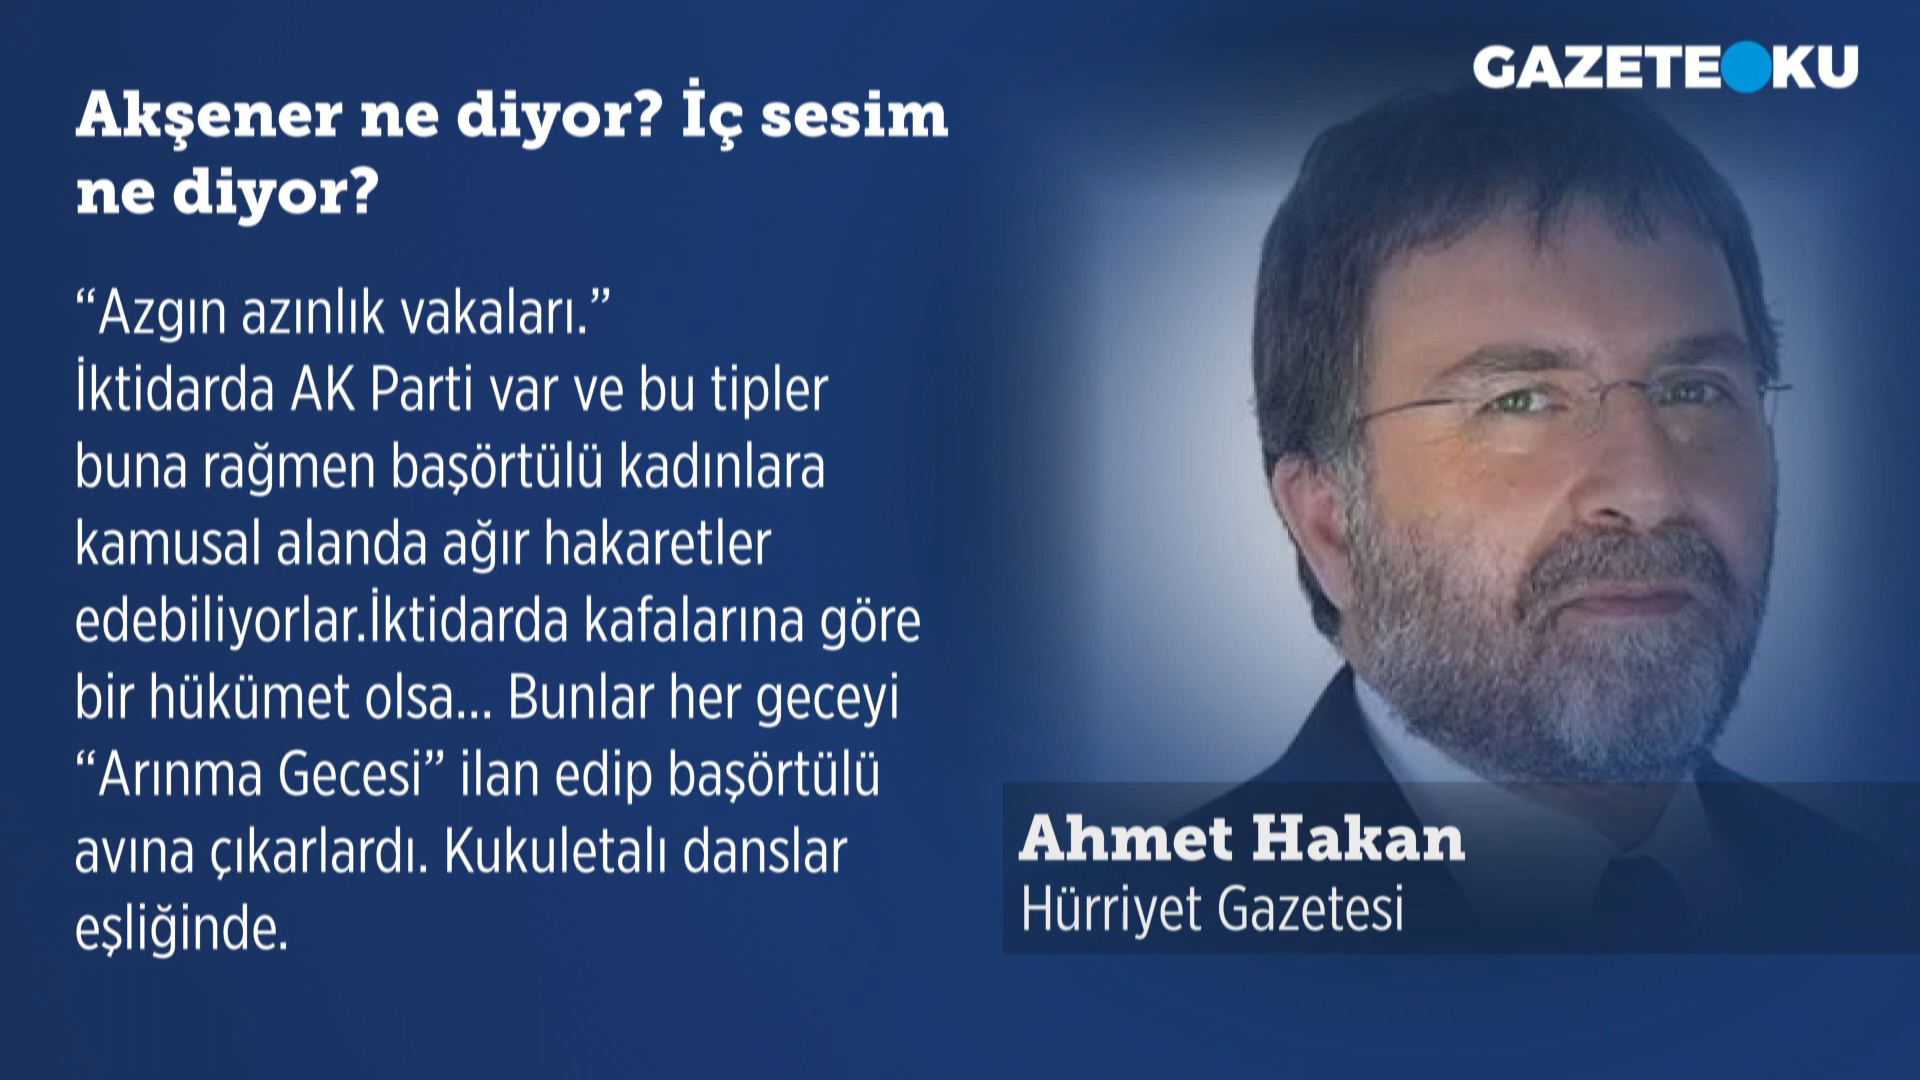 GAZETEOKU
Akşener ne diyor? İç sesim
ne diyor?
“Azgın azınlık vakaları.”
İktidarda AK Parti var ve bu tipler
buna rağmen başörtülü kadınlara
kamusal alanda ağır hakaretler
edebiliyorlar.İktidarda kafalarına göre
bir hükümet olsa... Bunlar her geceyi
“Arınma Gecesi” ilan edip başörtülü
avına çıkarlardı. Kukuletalı danslar
eşliğinde.
Ahmet Hakan
Hürriyet Gazetesi